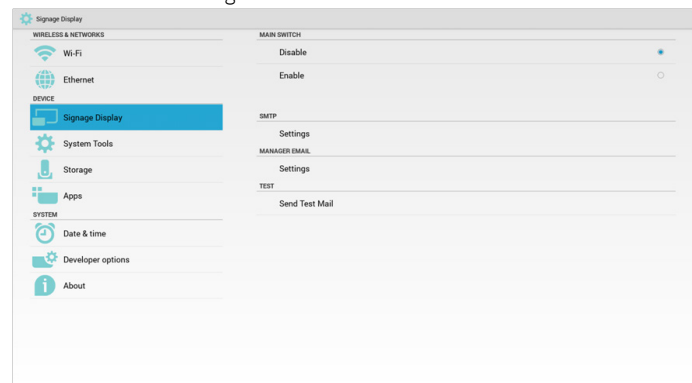 Signage Display
WIRELESS & NETWORKS
Wi-Fi
Ethernet
DEVICE
Signage Display
System Tools
Storage
Apps
SYSTEM
Date & time
Developer options
About
MAIN SWITCH
Disable
Enable
SMTP
Settings
MANAGER EMAIL
Settings
TEST
Send Test Mail